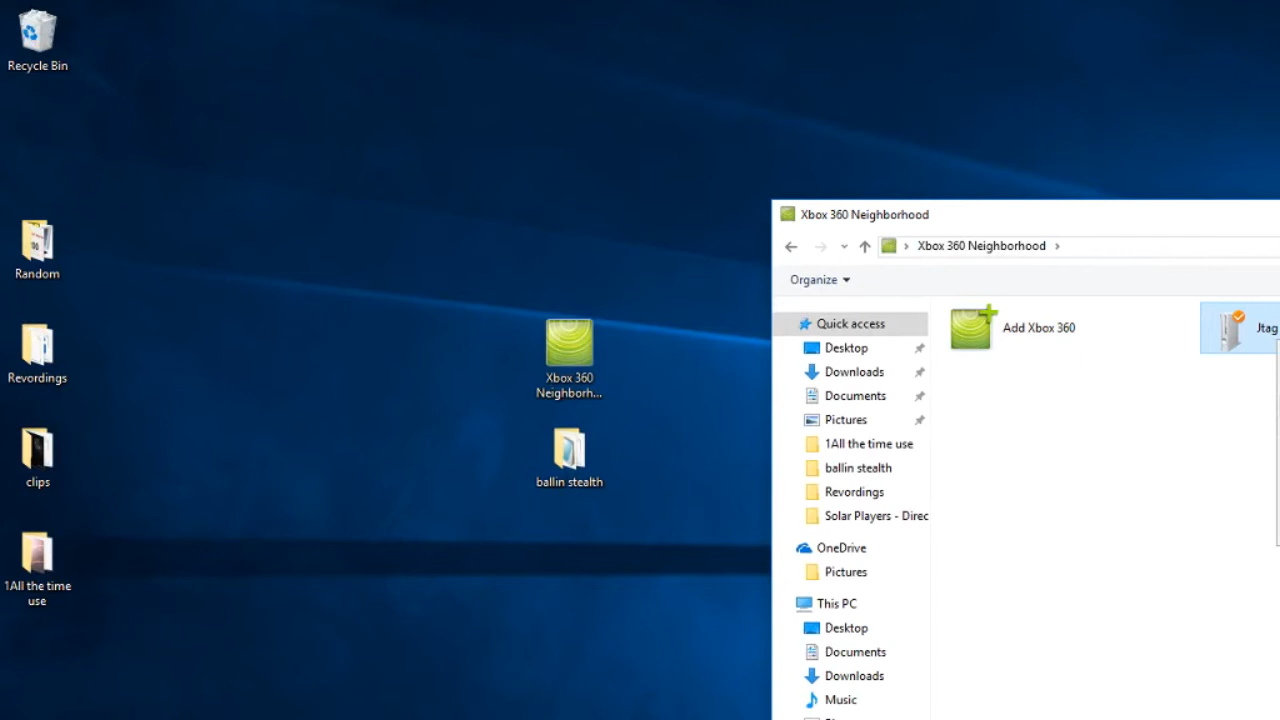 Recycle Bin
Random
Revordings
clips
1All the time
use
Xbox 360
Neighborh...
ballin stealth
Xbox 360 Neighborhood
Xbox 360 Neighborhood
Organize
Quick access
Desktop
Downloads
Documents
Pictures
1All the time use
ballin stealth
Revordings
Solar Players - Direc
OneDrive
Pictures
This PC
Desktop
Documents
Downloads
Music
Add Xbox 360
Jtag